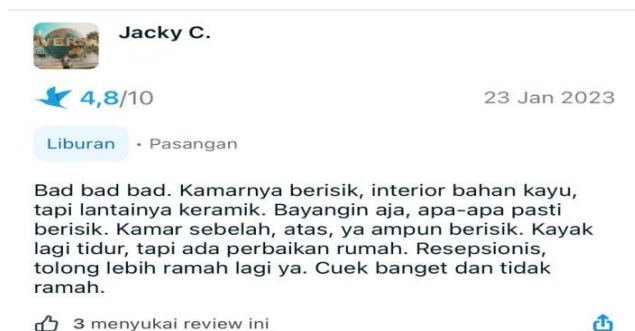 VERS
Jacky C.
4,8/10
23 Jan 2023
Liburan • Pasangan
Bad bad bad. Kamarnya berisik, interior bahan kayu,
tapi lantainya keramik. Bayangin aja, apa-apa pasti
berisik. Kamar sebelah, atas, ya ampun berisik. Kayak
lagi tidur, tapi ada perbaikan rumah. Resepsionis,
tolong lebih ramah lagi ya. Cuek banget dan tidak
ramah.
3 menyukai review ini